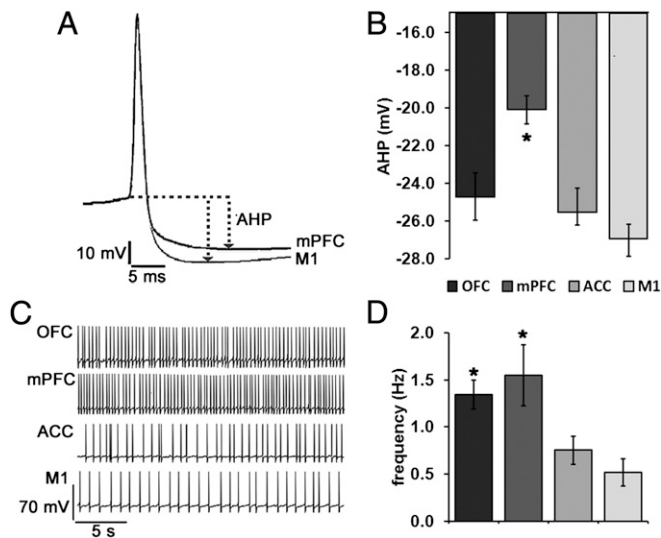 A
AHP
mPFC
M1
10 mV
5 ms
B
AHP (mV)
-16.0
-18.0
-20.0
-22.0
-24.0
-26.0
-28.0
*
OFC mPFC ACC M1
C
OFC
mPFC
ACC
M1
70 mV
5 s
D
frequency (Hz)
2.0
1.5
1.0
0.5
0.0
* *